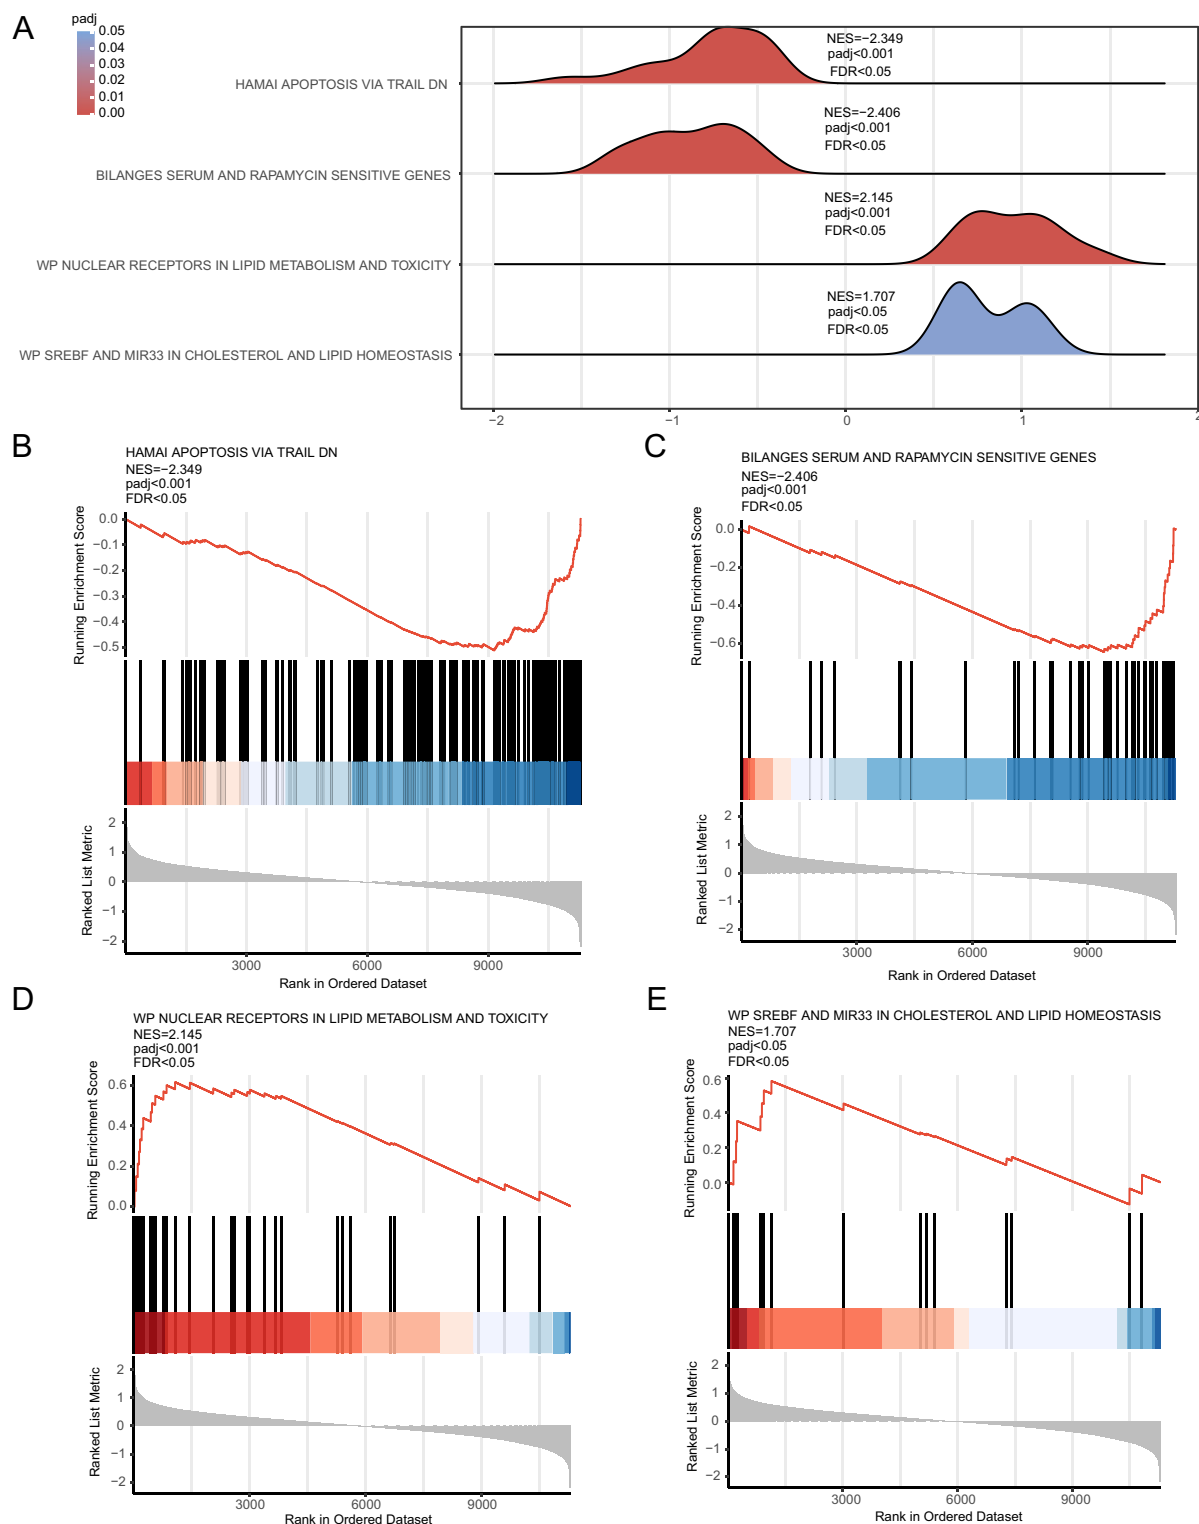 A
padj
0.05
0.04
0.03
0.02
0.01
0.00
HAMAI APOPTOSIS VIA TRAIL DN
NES=−2.349
padj<0.001
FDR<0.05
BILANGES SERUM AND RAPAMYCIN SENSITIVE GENES
NES=−2.406
padj<0.001
FDR<0.05
WP NUCLEAR RECEPTORS IN LIPID METABOLISM AND TOXICITY
NES=2.145
padj<0.001
FDR<0.05
WP SREBF AND MIR33 IN CHOLESTEROL AND LIPID HOMEOSTASIS
NES=1.707
padj<0.05
FDR<0.05
−2 −1 0 1 2
B
HAMAI APOPTOSIS VIA TRAIL DN
NES=−2.349
padj<0.001
FDR<0.05
Running Enrichment Score
0.0
−0.1
−0.2
−0.3
−0.4
−0.5
Ranked List Metric
2
1
0
−1
−2
3000 6000 9000
Rank in Ordered Dataset
C
BILANGES SERUM AND RAPAMYCIN SENSITIVE GENES
NES=−2.406
padj<0.001
FDR<0.05
Running Enrichment Score
0.0
−0.2
−0.4
−0.6
Ranked List Metric
2
1
0
−1
−2
3000 6000 9000
Rank in Ordered Dataset
D
WP NUCLEAR RECEPTORS IN LIPID METABOLISM AND TOXICITY
NES=2.145
padj<0.001
FDR<0.05
Running Enrichment Score
0.6
0.4
0.2
0.0
Ranked List Metric
2
1
0
−1
−2
3000 6000 9000
Rank in Ordered Dataset
E
WP SREBF AND MIR33 IN CHOLESTEROL AND LIPID HOMEOSTASIS
NES=1.707
padj<0.05
FDR<0.05
Running Enrichment Score
0.6
0.4
0.2
0.0
Ranked List Metric
2
1
0
−1
−2
3000 6000 9000
Rank in Ordered Dataset